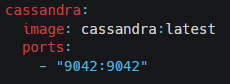 cassandra:
  image: cassandra:latest
  ports:
    - "9042:9042"